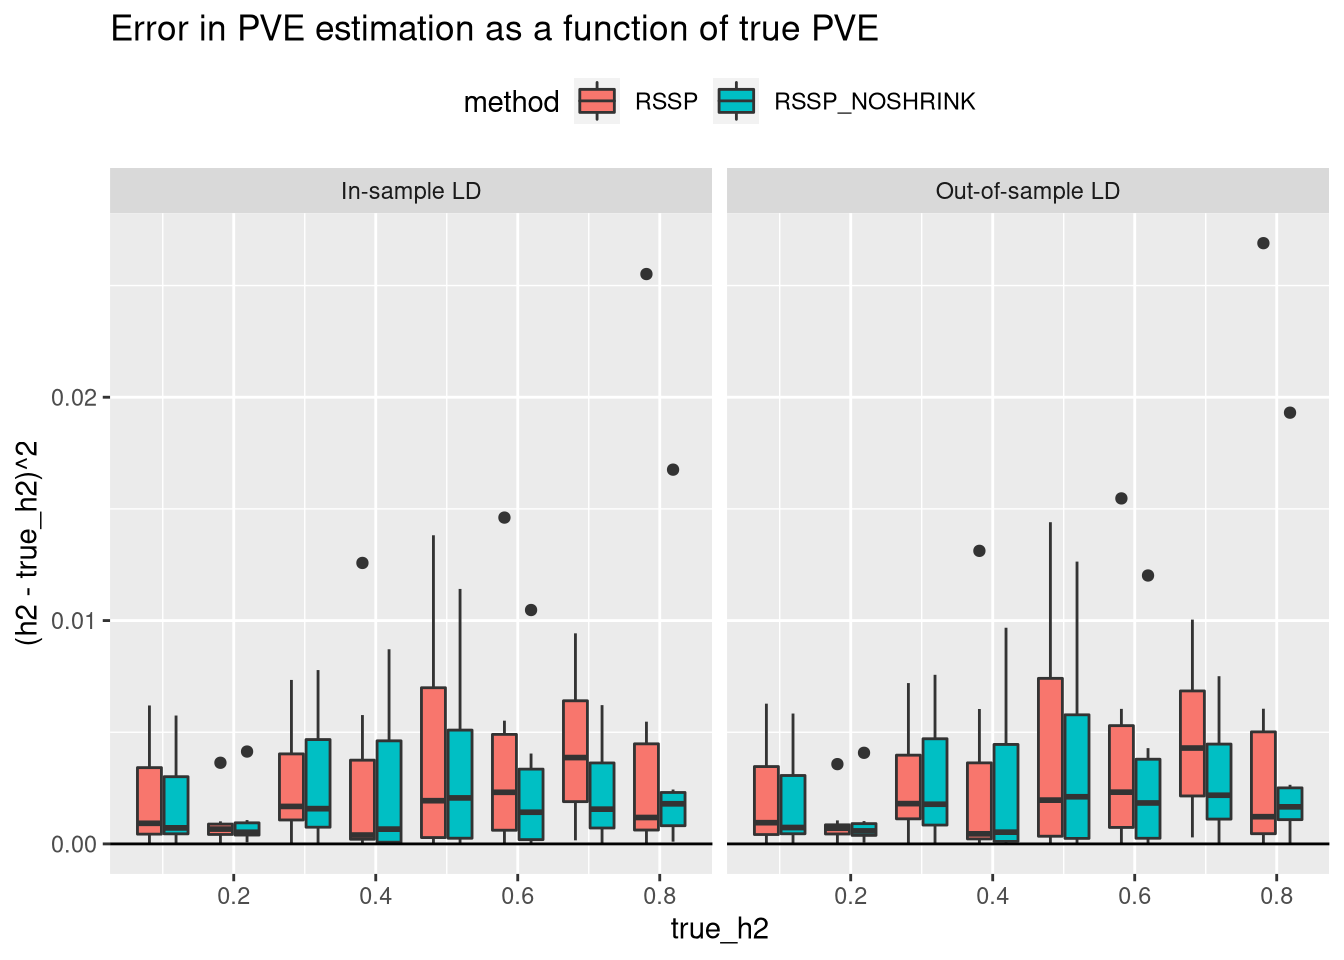 Error in PVE estimation as a function of true PVE
method RSSP RSSP_NOSHRINK
In-sample LD Out-of-sample LD
(h2 - true_h2)^2
0.02
0.01
0.00
0.2 0.4 0.6 0.8 0.2 0.4 0.6 0.8
true_h2